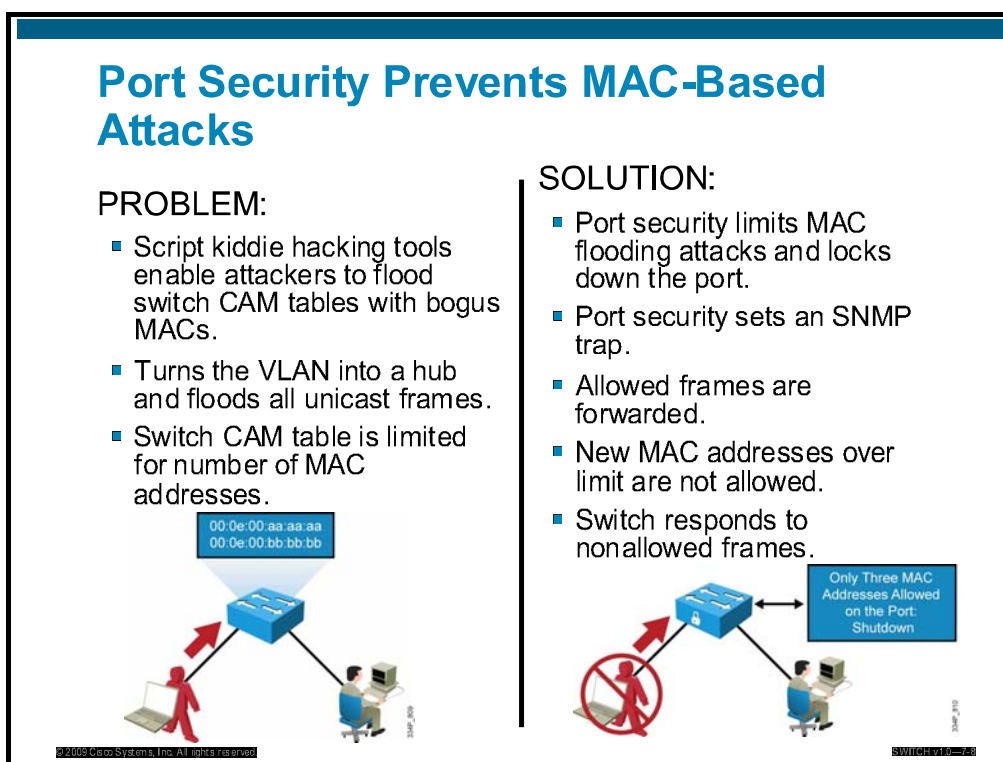 Port Security Prevents MAC-Based
Attacks
PROBLEM:
Script kiddie hacking tools
enable attackers to flood
switch CAM tables with bogus
MACs.
Turns the VLAN into a hub
and floods all unicast frames.
Switch CAM table is limited
for number of MAC
addresses.
00:0e:00:aa:aa:aa
00:0e:00:bb:bb:bb
334P_809
SOLUTION:
Port security limits MAC
flooding attacks and locks
down the port.
Port security sets an SNMP
trap.
Allowed frames are
forwarded.
New MAC addresses over
limit are not allowed.
Switch responds to
nonallowed frames.
Only Three MAC
Addresses Allowed
on the Port:
Shutdown
334P_810
© 2009 Cisco Systems, Inc. All rights reserved.
SWITCH v1.0—7-8